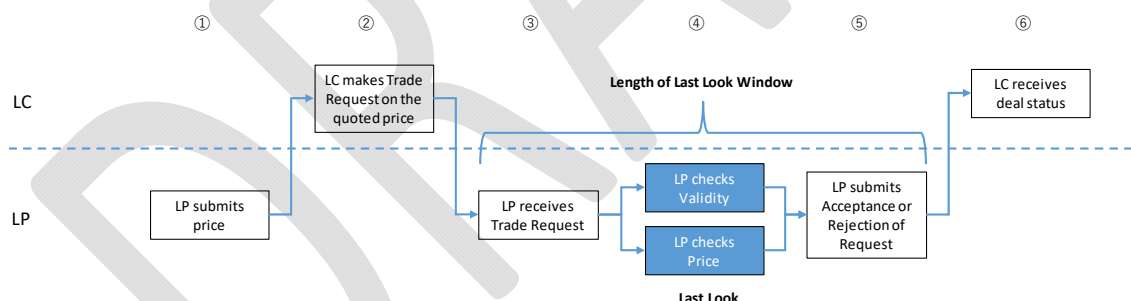 ① ② ③ ④ ⑤ ⑥
LC
LC makes Trade
Request on the
quoted price
Length of Last Look Window
LC receives
deal status
LP
LP submits
price
LP receives
Trade Request
LP checks
Validity
LP checks
Price
LP submits
Acceptance or
Rejection of
Request
Last Look